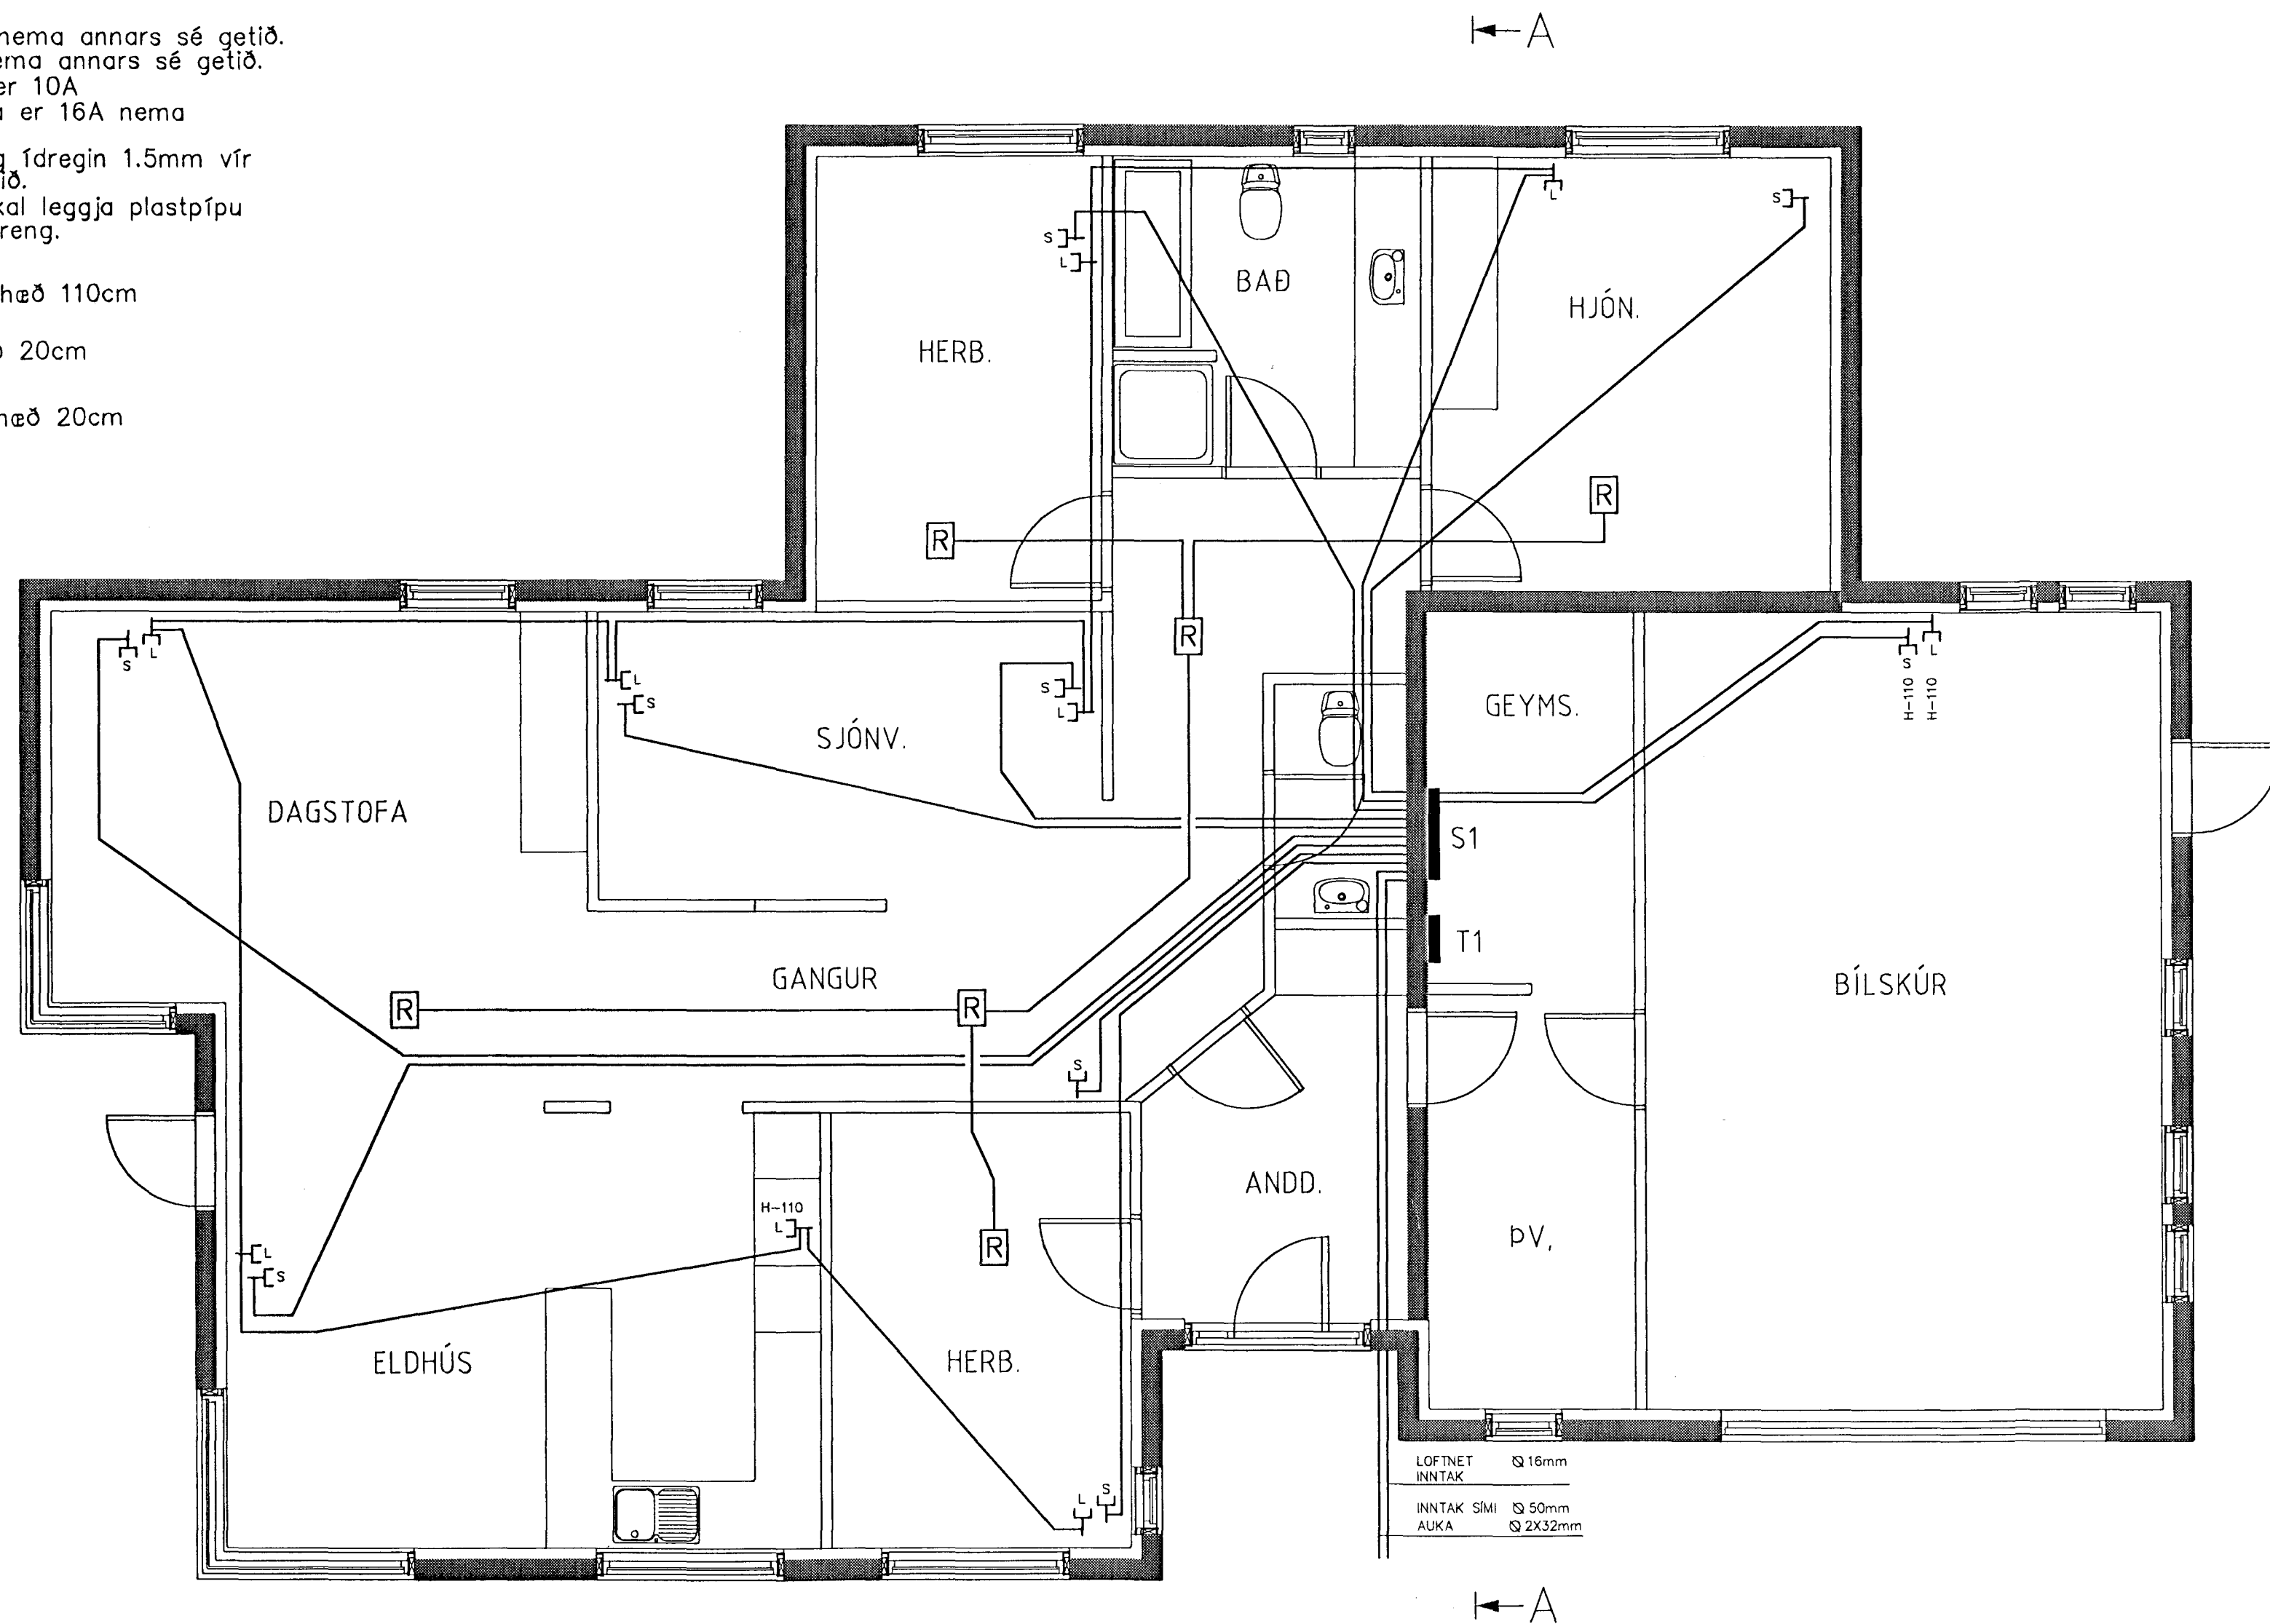 nema annars sé getið.
ema annars sé getið.
er 10A
er 16A nema
ídregin 1.5mm vír
ið.
kal leggja plastpípu
reng.
hæð 110cm
20cm
hæð 20cm
A
S
L
BAÐ
L
S
HJÓN.
HERB.
R
R
S
L
L
S
R
S
L
SJÓNV.
GEYMS.
S
L
H-110
H-110
DAGSTOFA
S1
T1
GANGUR
BÍLSKÚR
R
R
S
ANDD.
H-110
L
R
ÞV,
L
S
ELDHÚS
HERB.
L
S
LOFTNET Ø 16mm
INNTAK
INNTAK SÍMI Ø 50mm
AUKA Ø 2X32mm
A